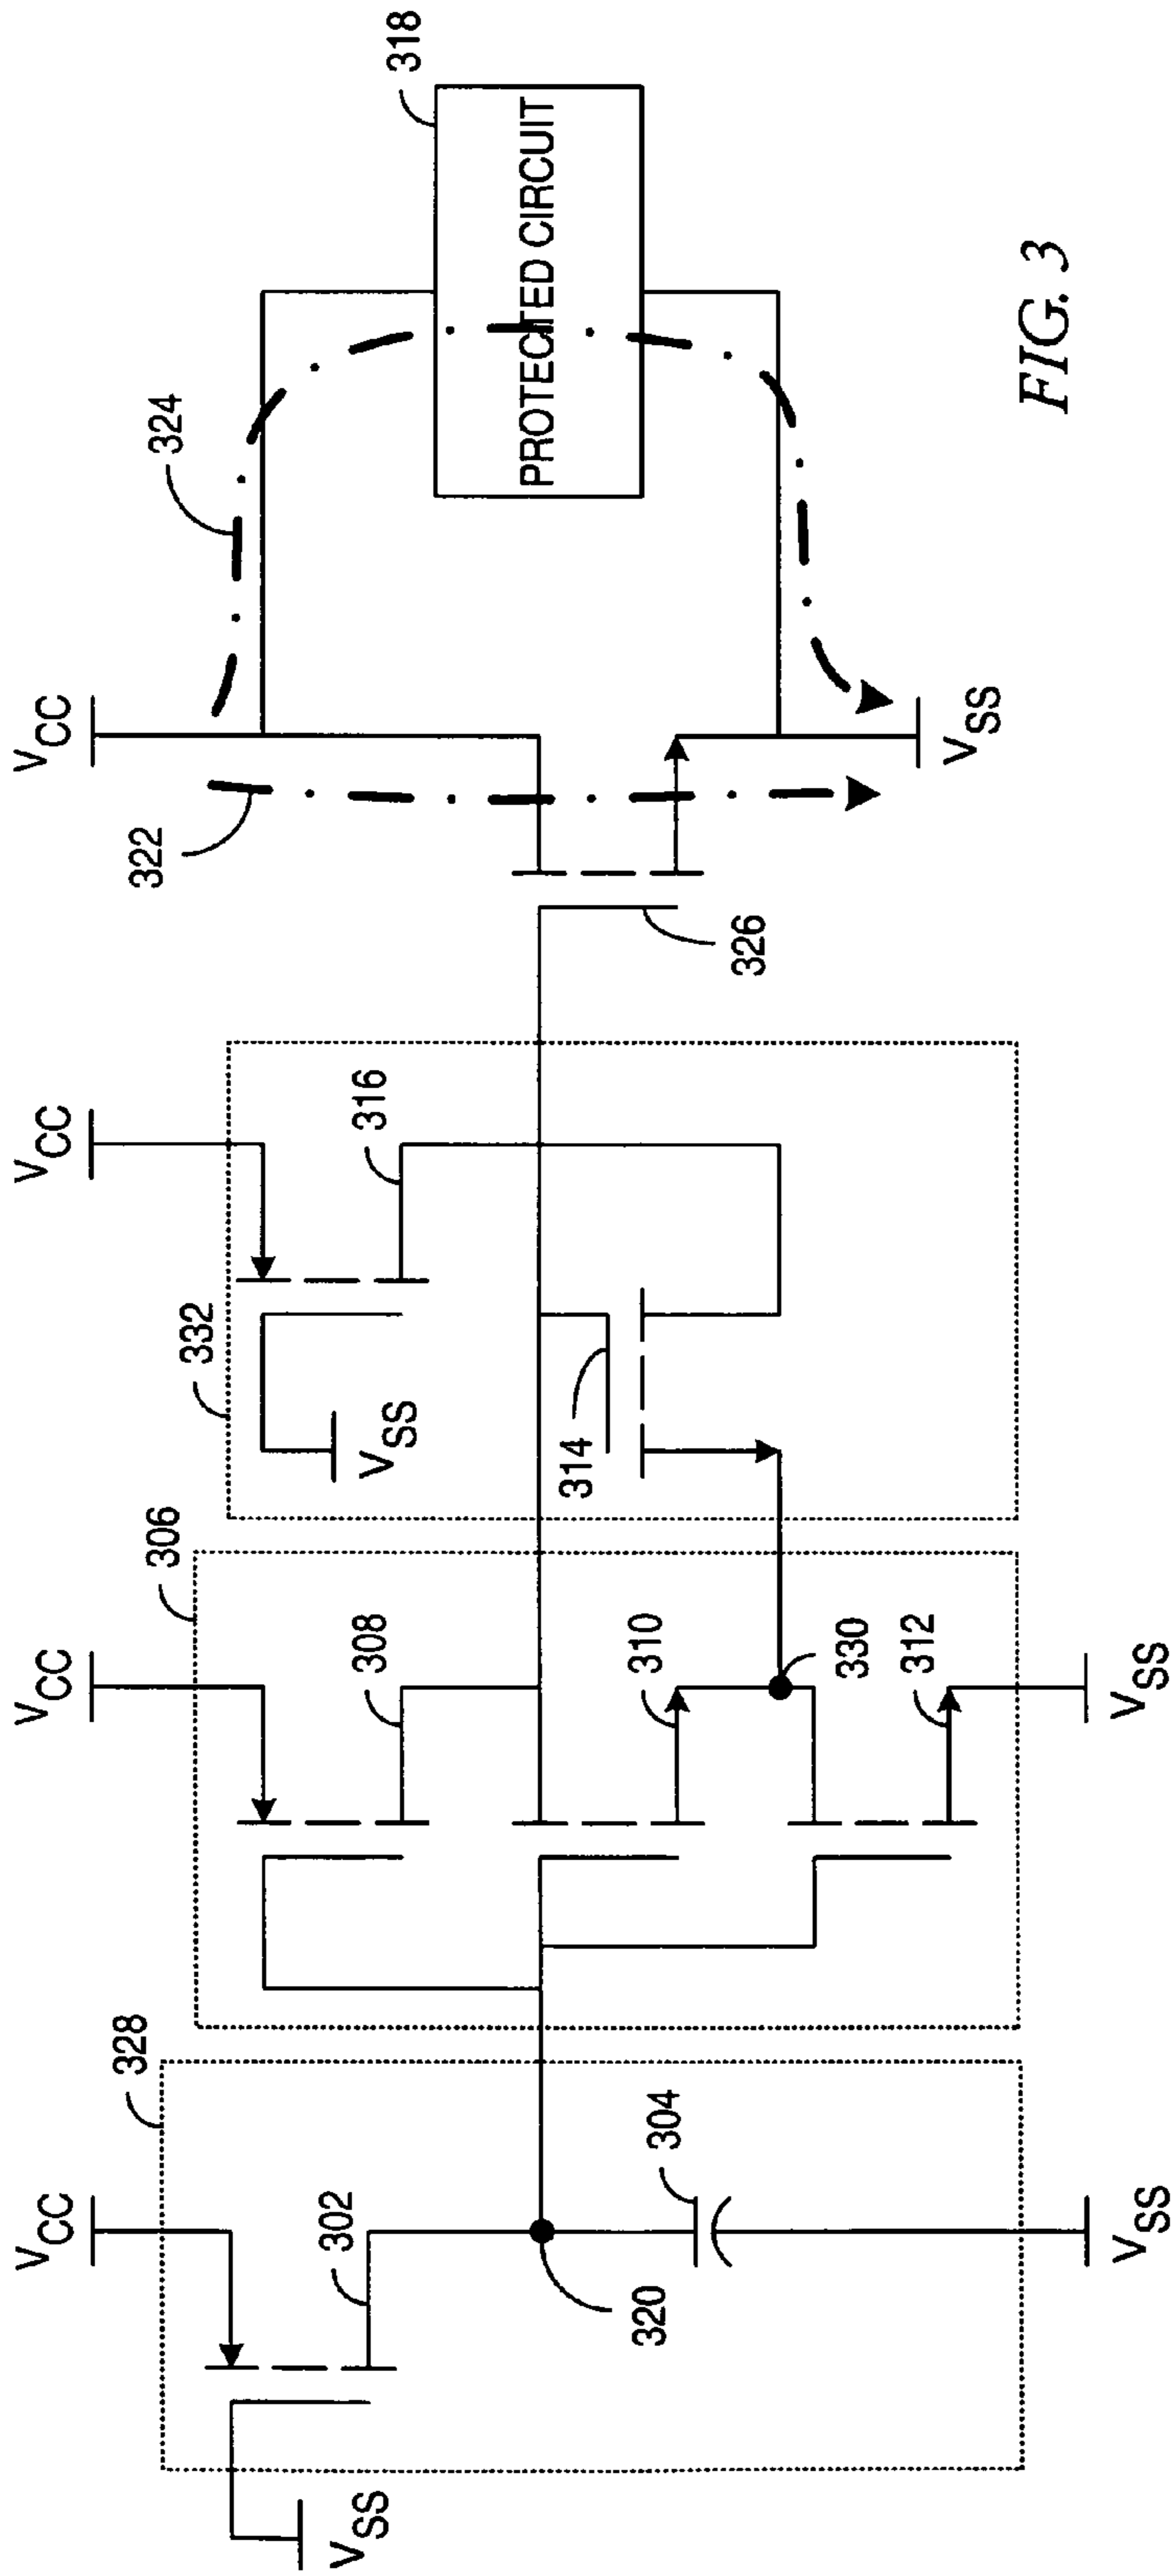 VCC
VCC
VCC
VCC
328
306
332
322
324
318
302
308
316
VSS
VSS
314
PROTECTED CIRCUIT
320
304
310
330
312
326
VSS
VSS
VSS
FIG. 3